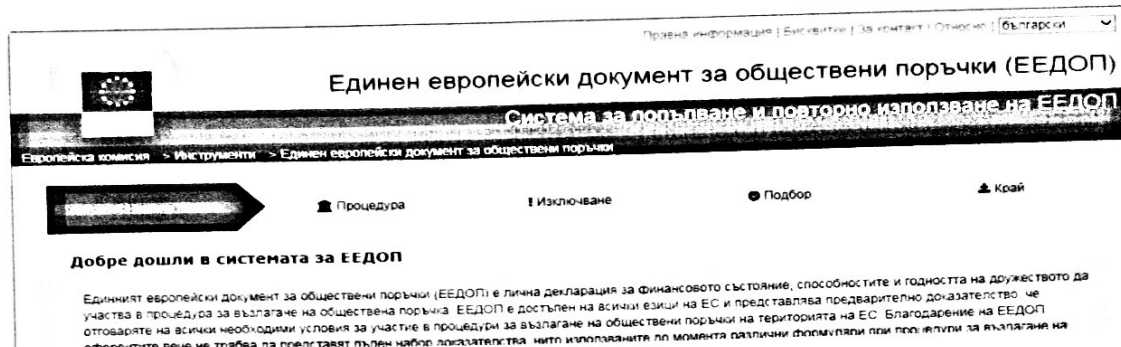 Правна информация | Бисквитки | За контакт | Относно | български
Единен европейски документ за обществени поръчки (ЕЕДОП)
Система за попълване и повторно използване на ЕЕДОП
Европейска комисия > Инструменти > Единен европейски документ за обществени поръчки
Процедура
Изключване
Подбор
Край
Добре дошли в системата за ЕЕДОП
Единният европейски документ за обществени поръчки (ЕЕДОП) е лична декларация за финансовото състояние, способностите и годността на дружеството да
участва в процедура за възлагане на обществена поръчка. ЕЕДОП е достъпен на всички езици на ЕС и представлява предварително доказателство, че
отговаряте на всички необходими условия за участие в процедури за възлагане на обществени поръчки на територията на ЕС. Благодарение на ЕЕДОП
оферентите вече не трябва да представят пълен набор доказателства, нито използваните до момента различни формуляри при процедури за възлагане на